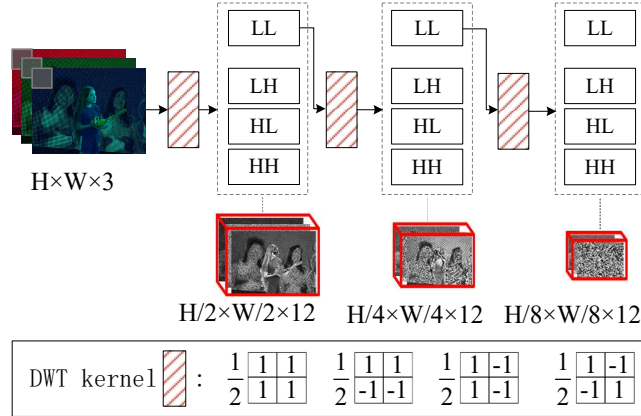 LL LL LL
LH LH LH
HL HL HL
HH HH HH
H×W×3
H/2×W/2×12 H/4×W/4×12 H/8×W/8×12
DWT kernel : 1/2 1 1 1 1 1/2 1 1 -1 -1 1/2 1 -1 1 -1 1/2 1 -1 -1 1